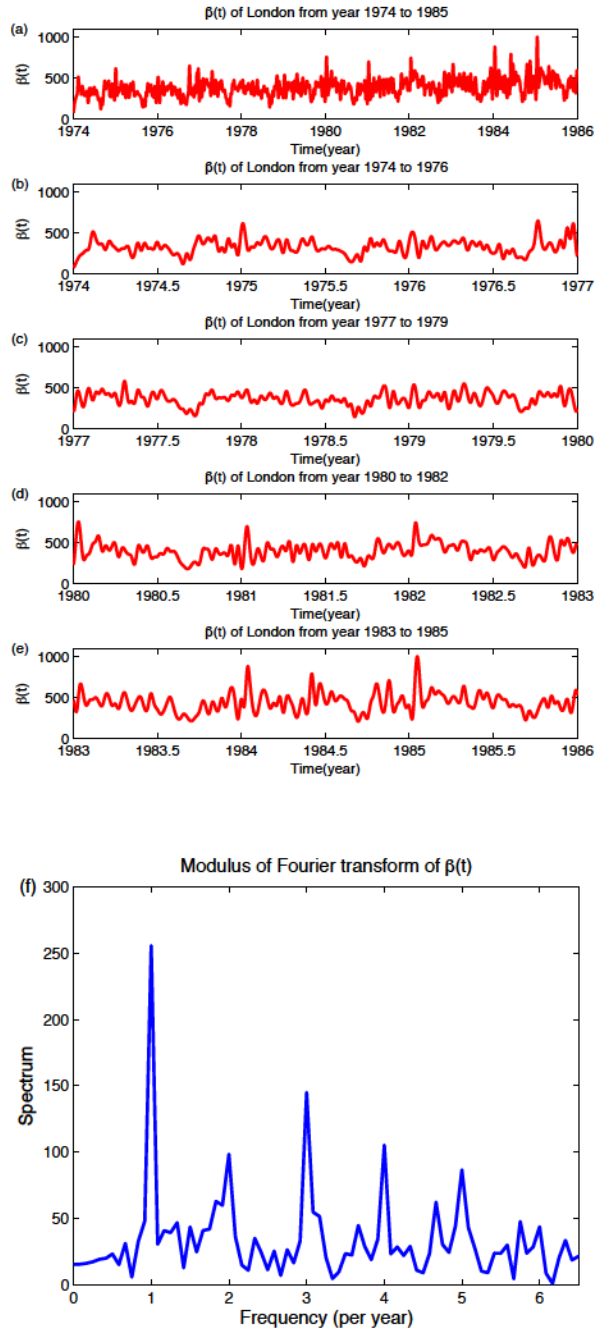 β(t) of London from year 1974 to 1985
(a)
1000
500
0
β(t)
1974 1976 1978 1980 1982 1984 1986
Time(year)
β(t) of London from year 1974 to 1976
(b)
1000
500
0
β(t)
1974 1974.5 1975 1975.5 1976 1976.5 1977
Time(year)
β(t) of London from year 1977 to 1979
(c)
1000
500
0
β(t)
1977 1977.5 1978 1978.5 1979 1979.5 1980
Time(year)
β(t) of London from year 1980 to 1982
(d)
1000
500
0
β(t)
1980 1980.5 1981 1981.5 1982 1982.5 1983
Time(year)
β(t) of London from year 1983 to 1985
(e)
1000
500
0
β(t)
1983 1983.5 1984 1984.5 1985 1985.5 1986
Time(year)
Modulus of Fourier transform of β(t)
(f)
300
250
200
150
100
50
0
Spectrum
0 1 2 3 4 5 6
Frequency (per year)